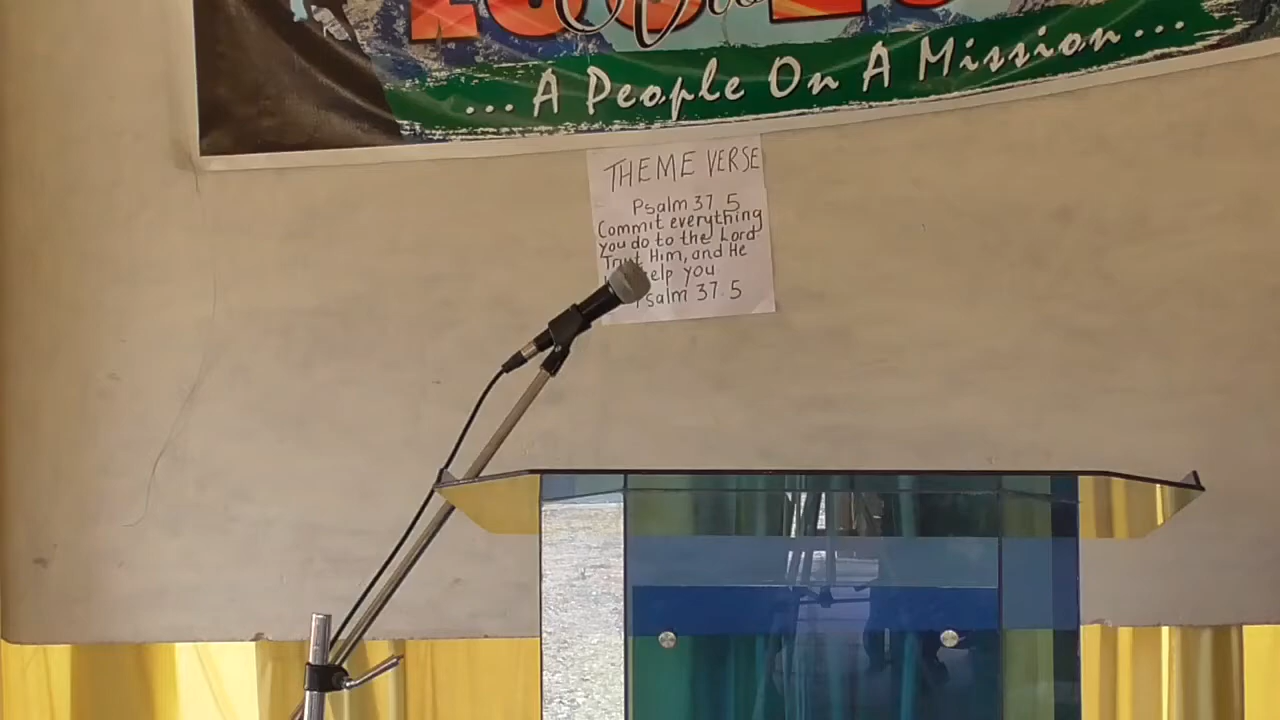 ... A People On A Mission...
THEME VERSE
Psalm 37 5
Commit everything
you do to the Lord
Him, and He
you
Psalm 37.5